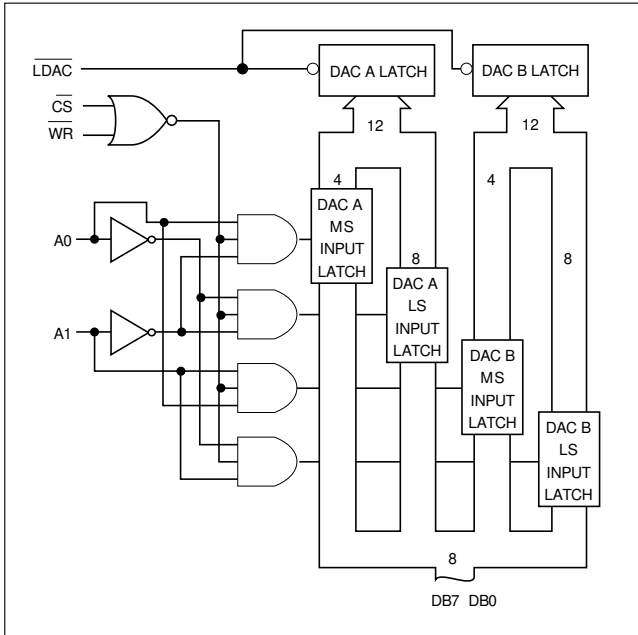 LDAC
DAC A LATCH
DAC B LATCH
CS
WR
12
12
4
4
DAC A
MS
INPUT
LATCH
A0
8
8
DAC A
LS
INPUT
LATCH
A1
DAC B
MS
INPUT
LATCH
DAC B
LS
INPUT
LATCH
8
DB7 DB0